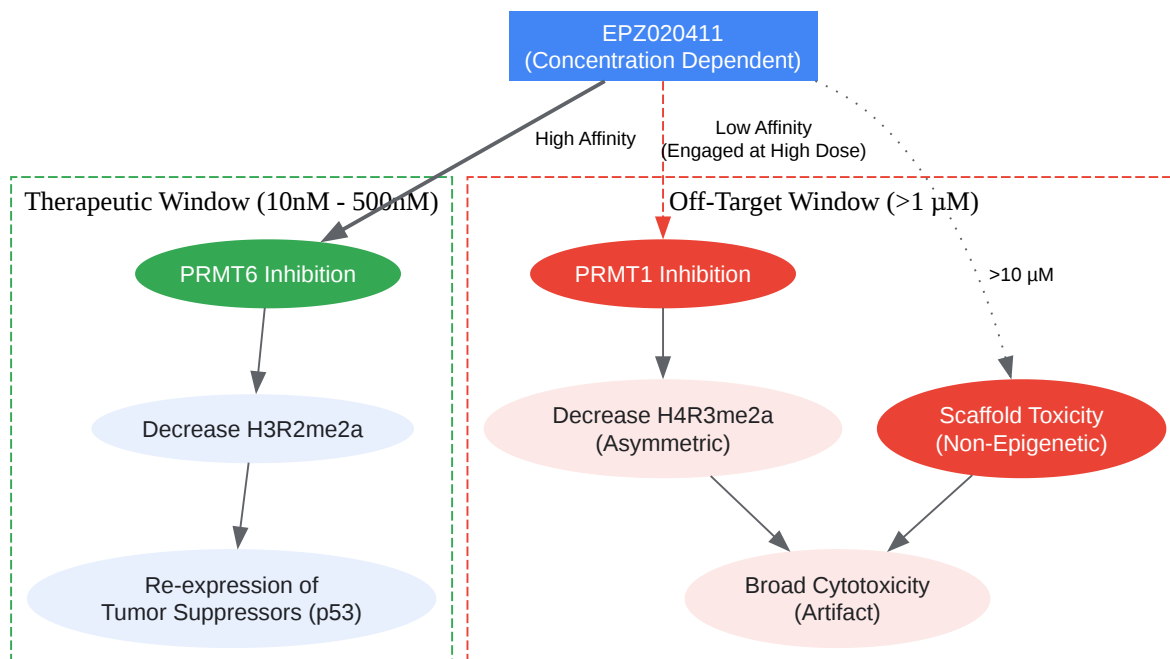 EPZ020411
(Concentration Dependent)
High Affinity
Low Affinity
(Engaged at High Dose)
Therapeutic Window (10nM - 500nM)
Off-Target Window (>1 µM)
PRMT6 Inhibition
PRMT1 Inhibition
>10 µM
Decrease H3R2me2a
Decrease H4R3me2a
(Asymmetric)
Scaffold Toxicity
(Non-Epigenetic)
Re-expression of
Tumor Suppressors (p53)
Broad Cytotoxicity
(Artifact)